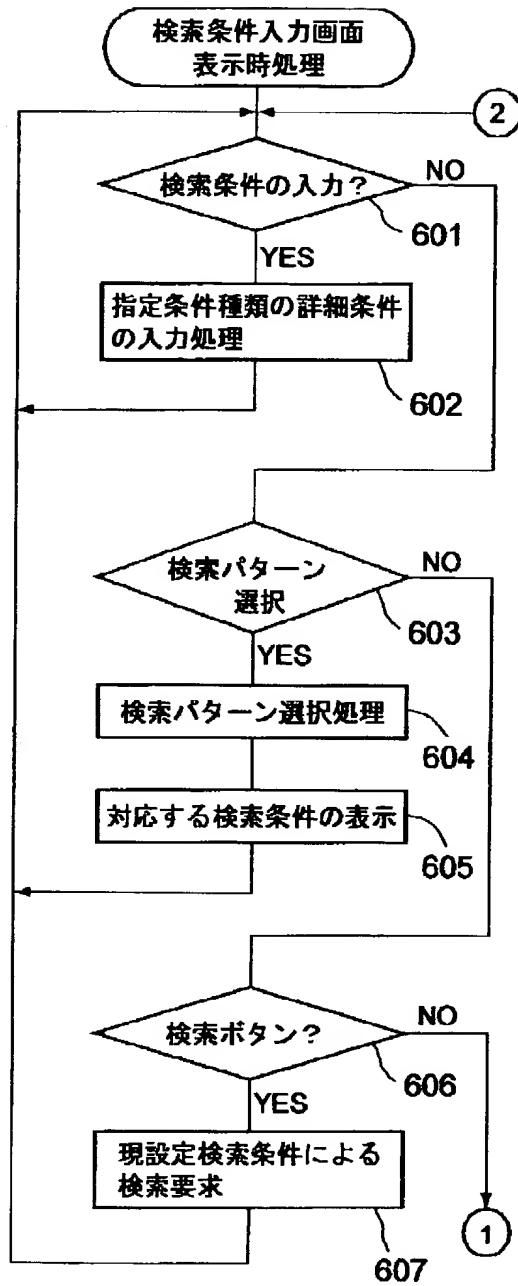 検索条件入力画面
表示時処理
2
検索条件の入力?
NO
601
YES
指定条件種類の詳細条件
の入力処理
602
検索パターン
選択
NO
603
YES
検索パターン選択処理
604
対応する検索条件の表示
605
検索ボタン?
NO
606
YES
現設定検索条件による
検索要求
607
1